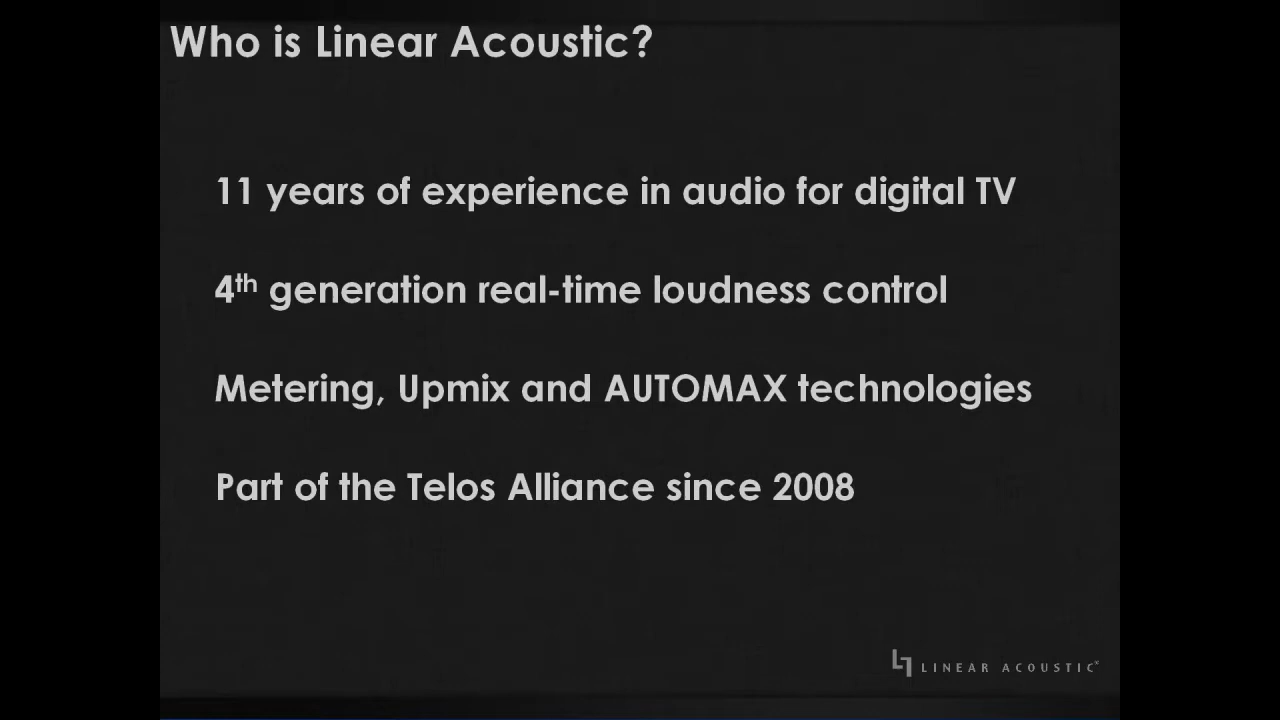 Who is Linear Acoustic?
11 years of experience in audio for digital TV
4th generation real-time loudness control
Metering, Upmix and AUTOMAX technologies
Part of the Telos Alliance since 2008
LINEAR ACOUSTIC